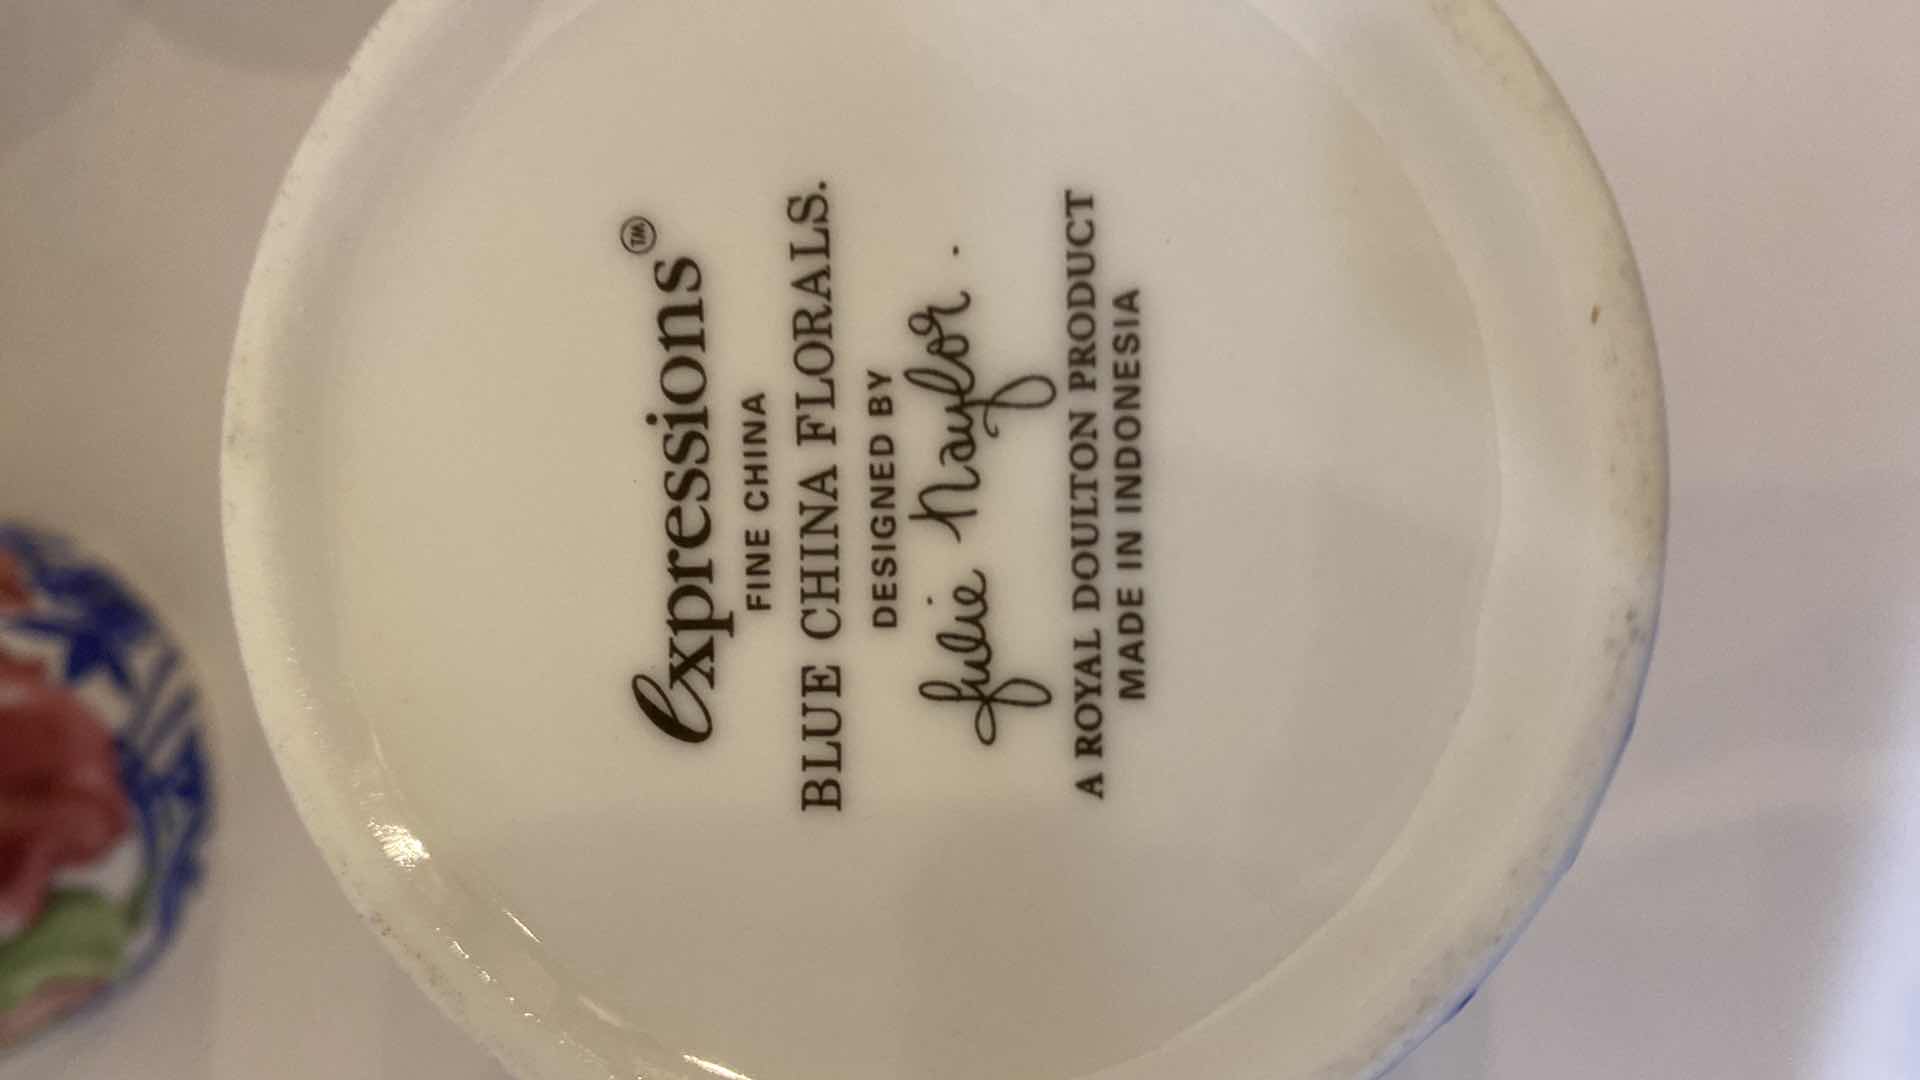 expressions™
FINE CHINA
BLUE CHINA FLORALS.
DESIGNED BY
Julie Naylor.
A ROYAL DOULTON PRODUCT
MADE IN INDONESIA